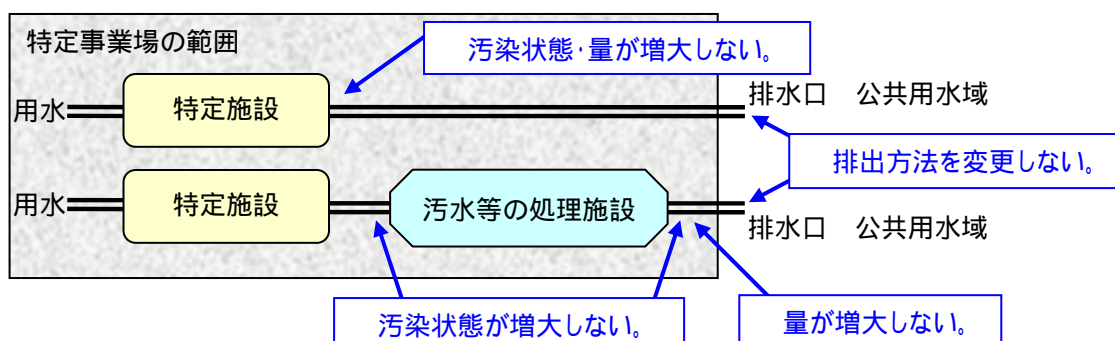 特定事業場の範囲
汚染状態・量が増大しない。
用水
特定施設
排水口 公共用水域
排出方法を変更しない。
用水
特定施設
汚水等の処理施設
排水口 公共用水域
汚染状態が増大しない。
量が増大しない。